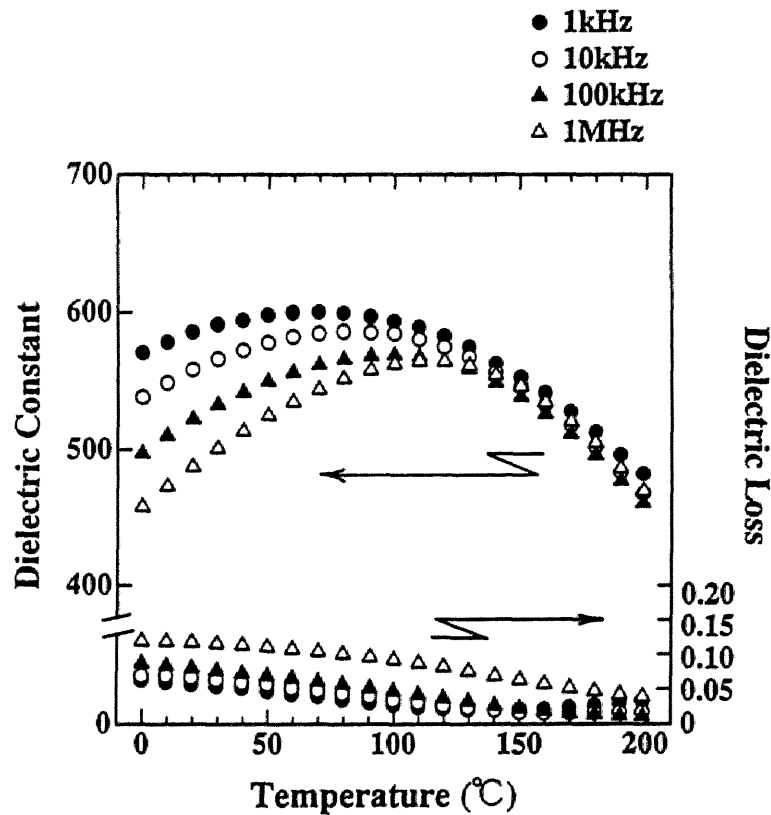 1kHz
10kHz
100kHz
1MHz
700
600
500
400
0
Dielectric Constant
0.20
0.15
0.10
0.05
0
Dielectric Loss
0 50 100 150 200
Temperature (℃)